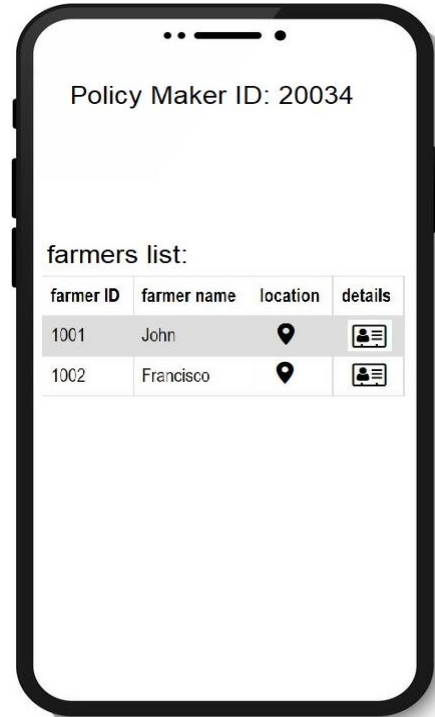 Policy Maker ID: 20034
farmers list:
farmer ID farmer name location details
1001 John
1002 Francisco